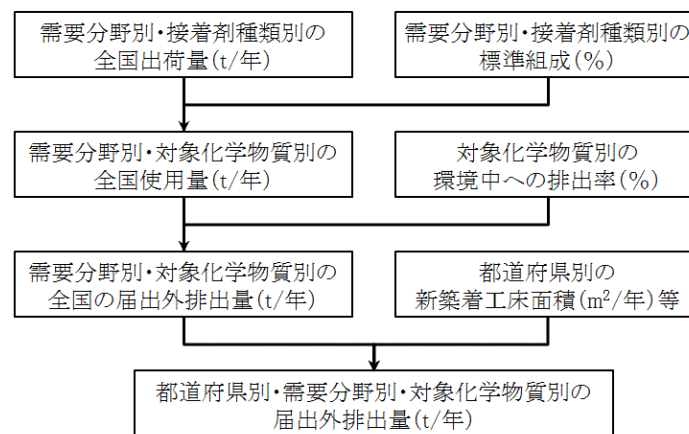 需要分野別・接着剤種類別の
全国出荷量(t/年)
需要分野別・接着剤種類別の
標準組成(%)
需要分野別・対象化学物質別の
全国使用量(t/年)
対象化学物質別の
環境中への排出率(%)
需要分野別・対象化学物質別の
全国の届出外排出量(t/年)
都道府県別の
新築着工床面積(m²/年)等
都道府県別・需要分野別・対象化学物質別の
届出外排出量(t/年)